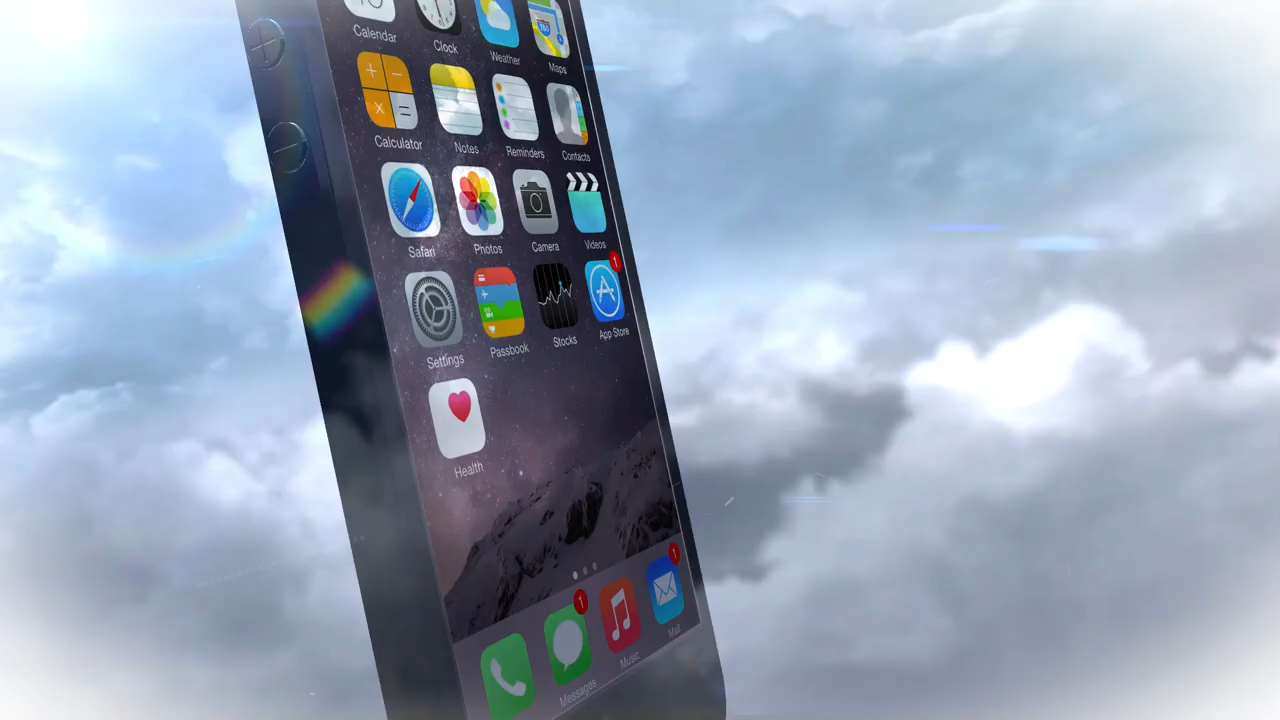 Calendar Clock Weather Maps
Calculator Notes Reminders Contacts
Safari Photos Camera Videos
1
Settings Passbook Stocks App Store
Health
1
1
Messages Music Mail